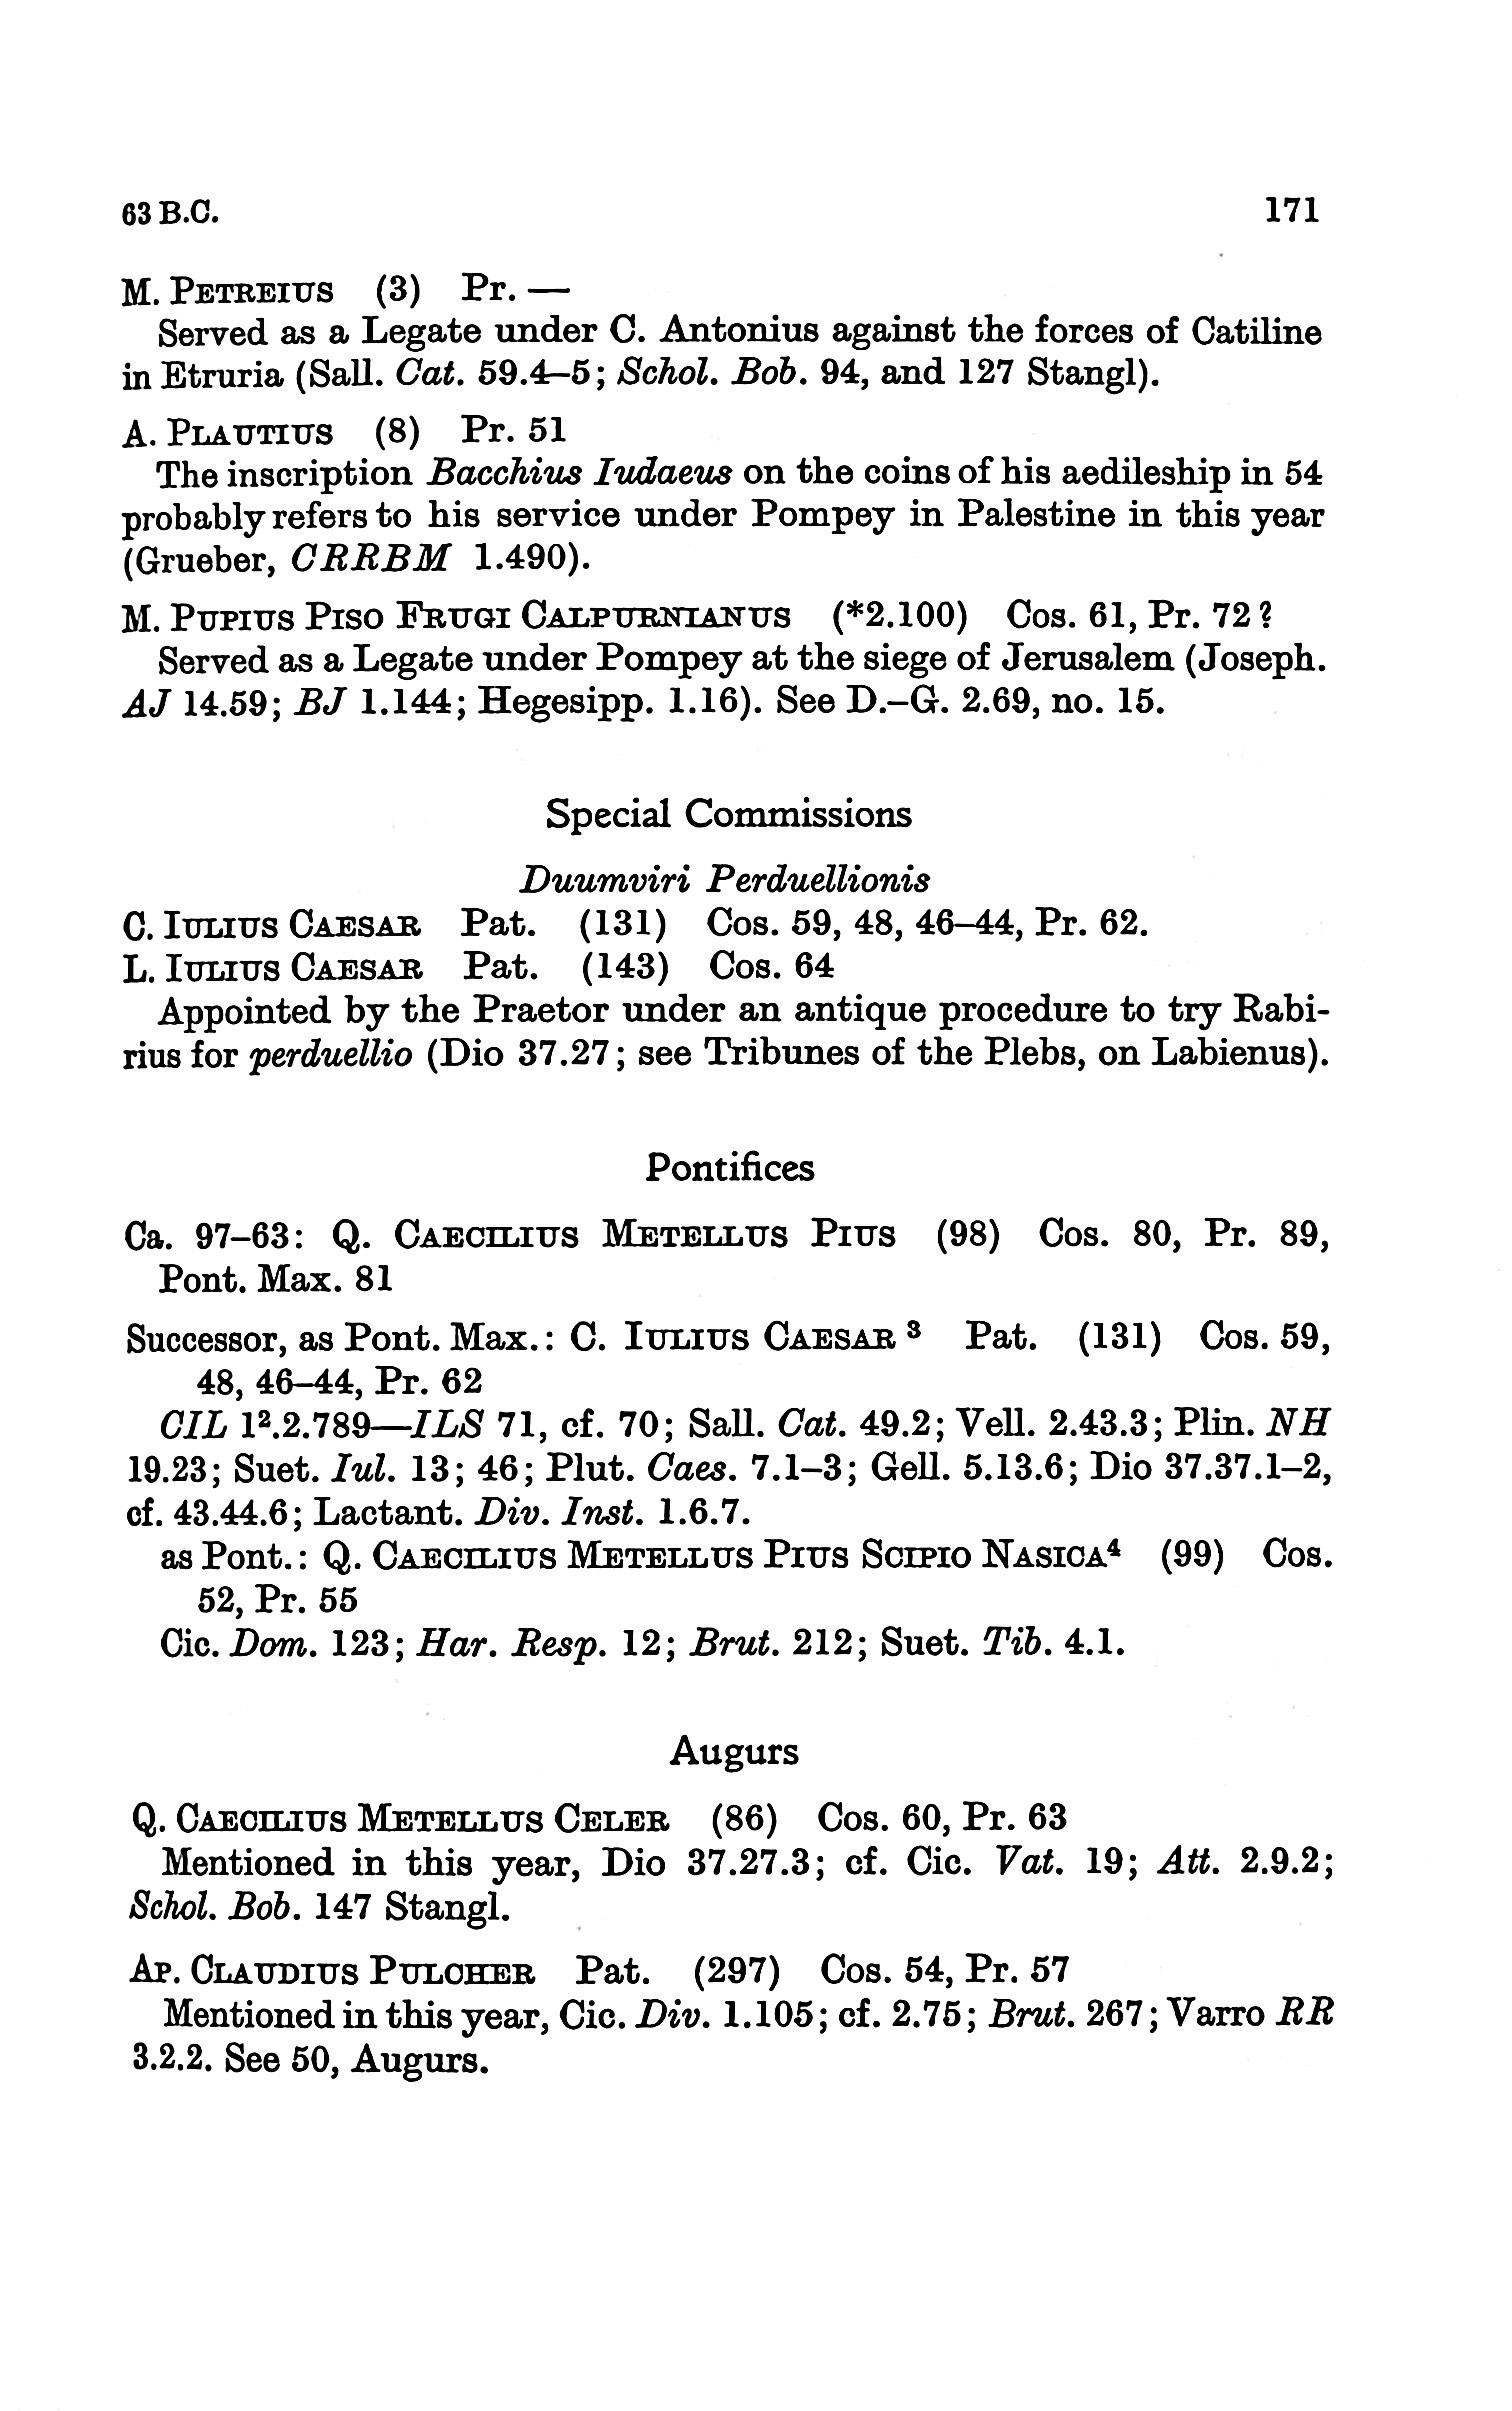 63 B.C. 171
M. PETREIUS (3) Pr. —
Served as a Legate under C. Antonius against the forces of Catiline
in Etruria (Sall. Cat. 59.4–5; Schol. Bob. 94, and 127 Stangl).
A. PLAUTIUS (8) Pr. 51
The inscription Bacchius Iudaeus on the coins of his aedileship in 54
probably refers to his service under Pompey in Palestine in this year
(Grueber, CRRBM 1.490).
M. PUPIUS PISO FRUGI CALPURNIANUS (*2.100) Cos. 61, Pr. 72?
Served as a Legate under Pompey at the siege of Jerusalem (Joseph.
AJ 14.59; BJ 1.144; Hegesipp. 1.16). See D.–G. 2.69, no. 15.
Special Commissions
Duumviri Perduellionis
C. IULIUS CAESAR Pat. (131) Cos. 59, 48, 46–44, Pr. 62.
L. IULIUS CAESAR Pat. (143) Cos. 64
Appointed by the Praetor under an antique procedure to try Rabi-
rius for perduellio (Dio 37.27; see Tribunes of the Plebs, on Labienus).
Pontifices
Ca. 97–63: Q. CAECILIUS METELLUS PIUS (98) Cos. 80, Pr. 89,
Pont. Max. 81
Successor, as Pont. Max.: C. IULIUS CAESAR³ Pat. (131) Cos. 59,
48, 46–44, Pr. 62
CIL 1².2.789—ILS 71, cf. 70; Sall. Cat. 49.2; Vell. 2.43.3; Plin. NH
19.23; Suet. Iul. 13; 46; Plut. Caes. 7.1–3; Gell. 5.13.6; Dio 37.37.1–2,
cf. 43.44.6; Lactant. Div. Inst. 1.6.7.
as Pont.: Q. CAECILIUS METELLUS PIUS SCIPIO NASICA⁴ (99) Cos.
52, Pr. 55
Cic. Dom. 123; Har. Resp. 12; Brut. 212; Suet. Tib. 4.1.
Augurs
Q. CAECILIUS METELLUS CELER (86) Cos. 60, Pr. 63
Mentioned in this year, Dio 37.27.3; cf. Cic. Vat. 19; Att. 2.9.2;
Schol. Bob. 147 Stangl.
AP. CLAUDIUS PULCHER Pat. (297) Cos. 54, Pr. 57
Mentioned in this year, Cic. Div. 1.105; cf. 2.75; Brut. 267; Varro RR
3.2.2. See 50, Augurs.